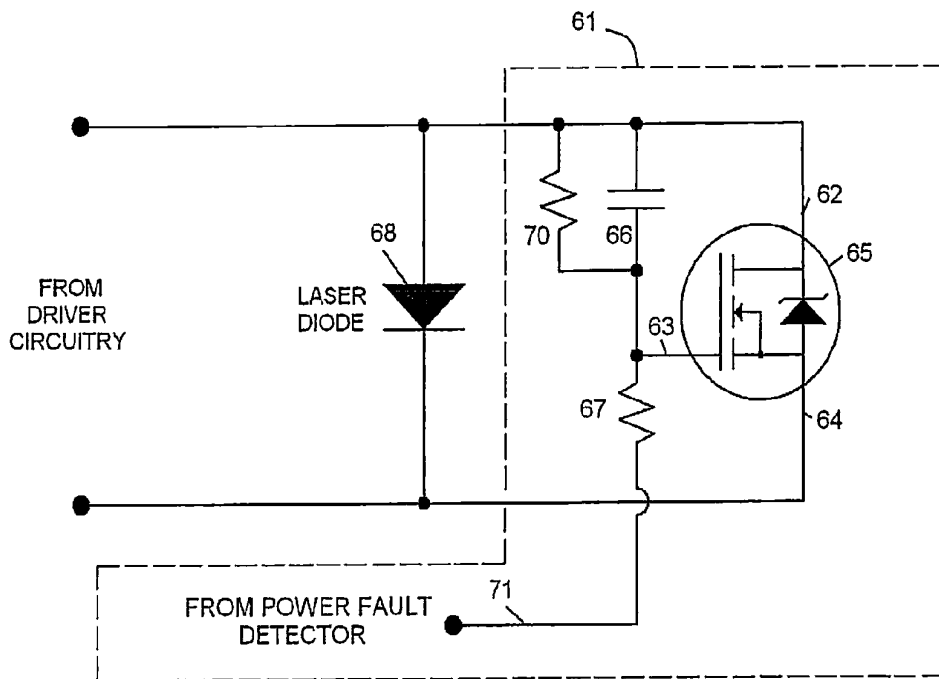 61
62
70
66
65
68
FROM
DRIVER
CIRCUITRY
LASER
DIODE
63
67
64
71
FROM POWER FAULT
DETECTOR